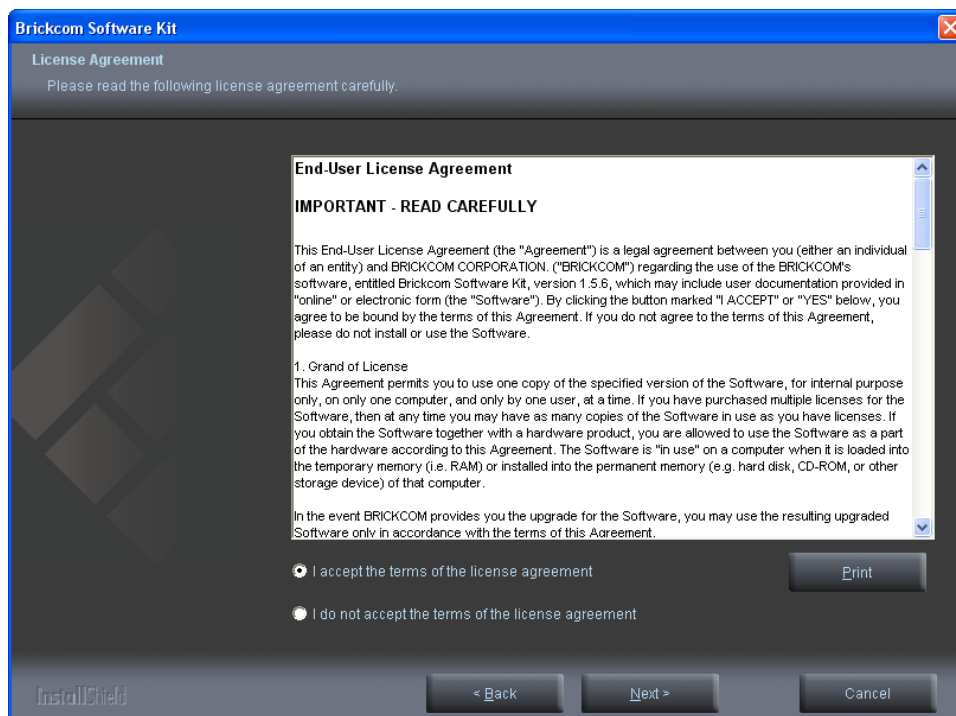 Brickcom Software Kit
License Agreement
Please read the following license agreement carefully.
End-User License Agreement
IMPORTANT - READ CAREFULLY
This End-User License Agreement (the "Agreement") is a legal agreement between you (either an individual
of an entity) and BRICKCOM CORPORATION. ("BRICKCOM") regarding the use of the BRICKCOM's
software, entitled Brickcom Software Kit, version 1.5.6, which may include user documentation provided in
"online" or electronic form (the "Software"). By clicking the button marked "I ACCEPT" or "YES" below, you
agree to be bound by the terms of this Agreement. If you do not agree to the terms of this Agreement,
please do not install or use the Software.
1. Grand of License
This Agreement permits you to use one copy of the specified version of the Software, for internal purpose
only, on only one computer, and only by one user, at a time. If you have purchased multiple licenses for the
Software, then at any time you may have as many copies of the Software in use as you have licenses. If
you obtain the Software together with a hardware product, you are allowed to use the Software as a part
of the hardware according to this Agreement. The Software is "in use" on a computer when it is loaded into
the temporary memory (i.e. RAM) or installed into the permanent memory (e.g. hard disk, CD-ROM, or other
storage device) of that computer.
In the event BRICKCOM provides you the upgrade for the Software, you may use the resulting upgraded
Software only in accordance with the terms of this Agreement.
I accept the terms of the license agreement
Print
I do not accept the terms of the license agreement
InstallShield
< Back
Next >
Cancel